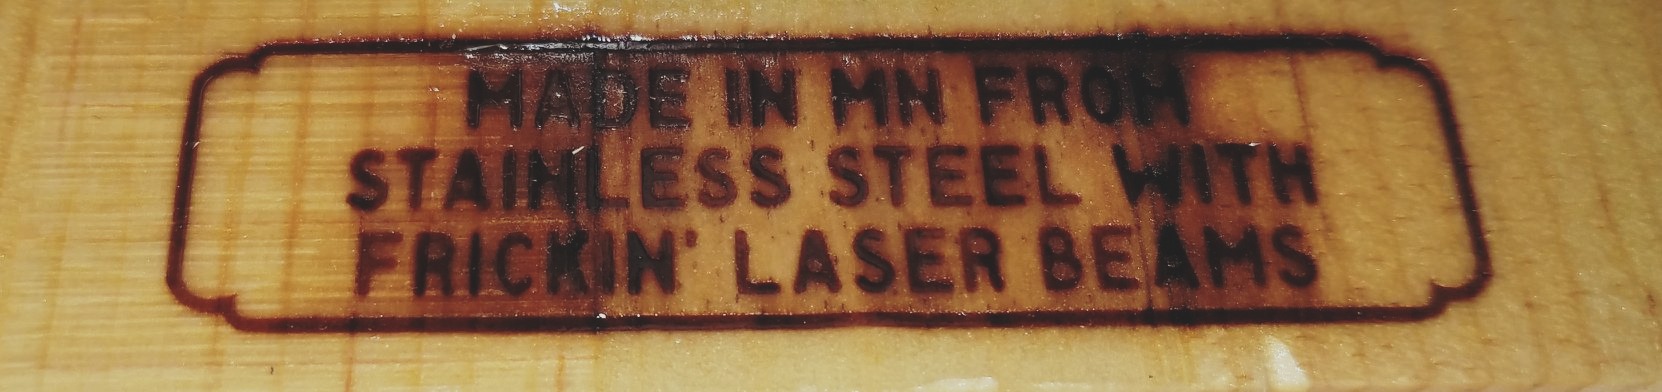 MADE IN MN FROM
STAINLESS STEEL WITH
FRICKIN' LASER BEAMS